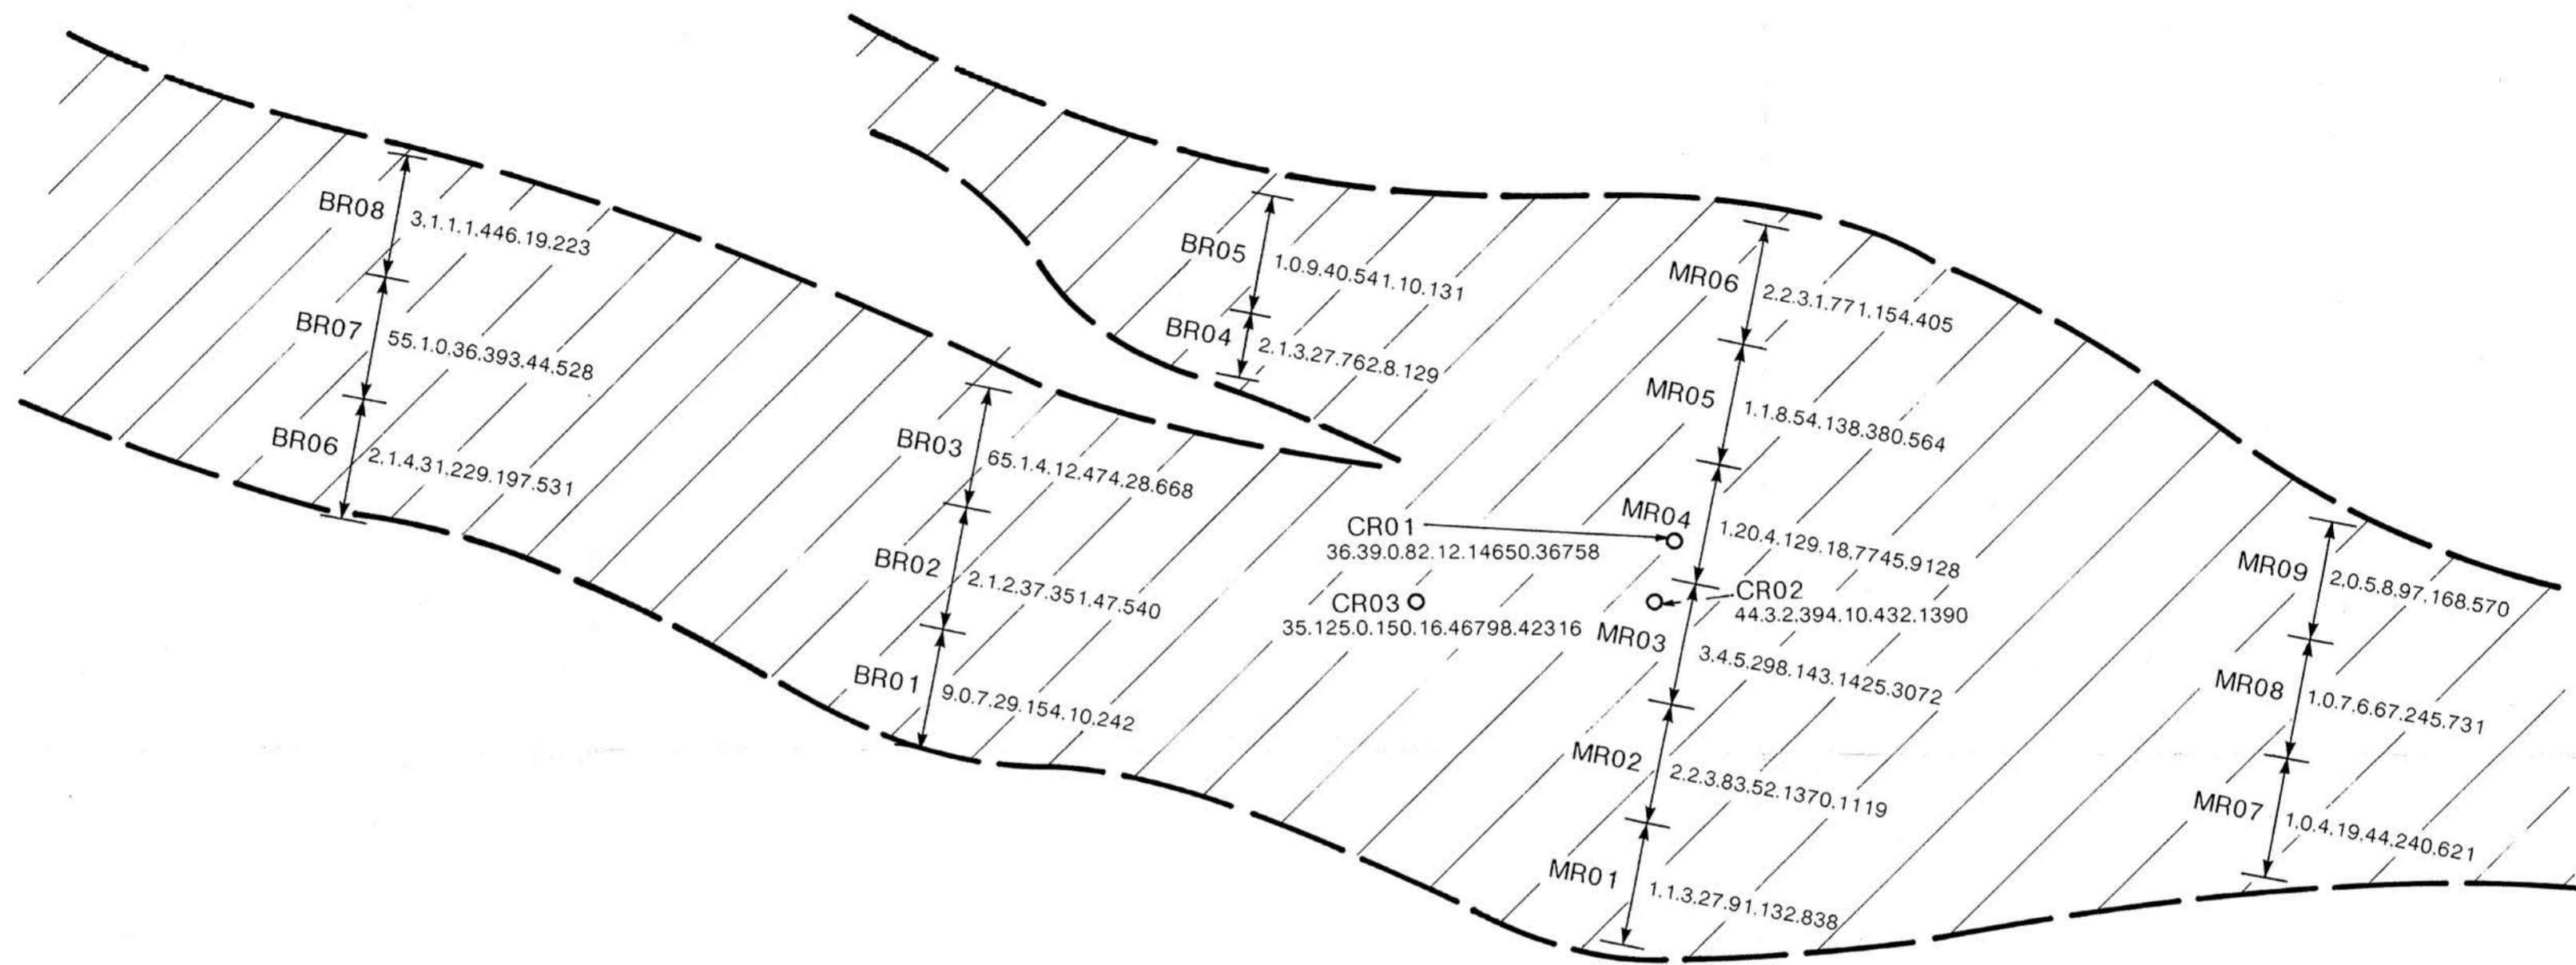 BR08
3.1.1.1.446.19.223
BR07
55.1.0.36.393.44.528
BR06
2.1.4.31.229.197.531
BR03
65.1.4.12.474.28.668
BR02
2.1.2.37.351.47.540
BR01
9.0.7.29.154.10.242
BR05
1.0.9.40.541.10.131
BR04
2.1.3.27.762.8.129
CR01
36.39.0.82.12.14650.36758
CR03
35.125.0.150.16.46798.42316
MR06
2.2.3.1.771.154.405
MR05
1.1.8.54.138.380.564
MR04
1.20.4.129.18.7745.9128
CR02
44.3.2.394.10.432.1390
MR03
3.4.5.298.143.1425.3072
MR02
2.2.3.83.52.1370.1119
MR01
1.1.3.27.91.132.838
MR09
2.0.5.8.97.168.570
MR08
1.0.7.6.67.245.731
MR07
1.0.4.19.44.240.621